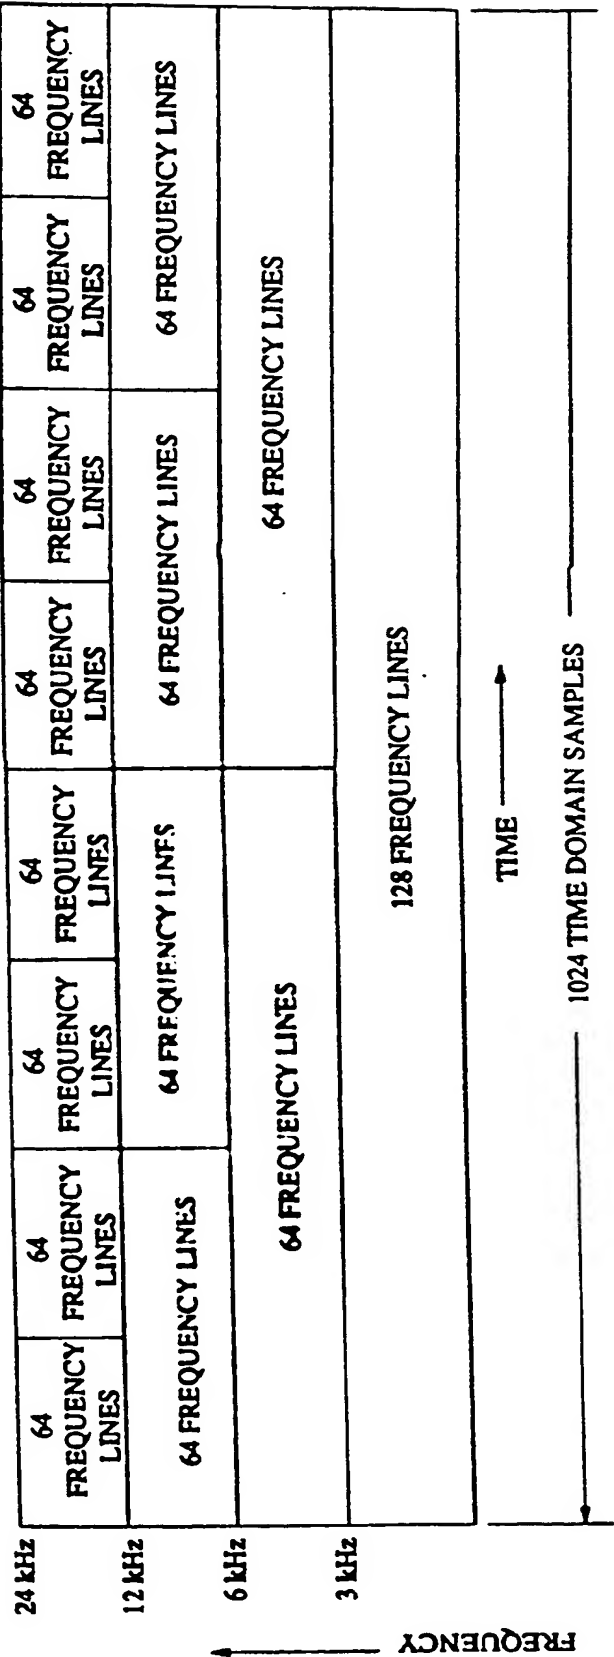 24 kHz
64
FREQUENCY
LINES
64
FREQUENCY
LINES
64
FREQUENCY
LINES
64
FREQUENCY
LINES
64
FREQUENCY
LINES
64
FREQUENCY
LINES
64
FREQUENCY
LINES
64
FREQUENCY
LINES
12 kHz
64 FREQUENCY LINES
64 FREQUENCY LINES
64 FREQUENCY LINES
64 FREQUENCY LINES
6 kHz
64 FREQUENCY LINES
64 FREQUENCY LINES
3 kHz
128 FREQUENCY LINES
FREQUENCY
TIME
1024 TIME DOMAIN SAMPLES